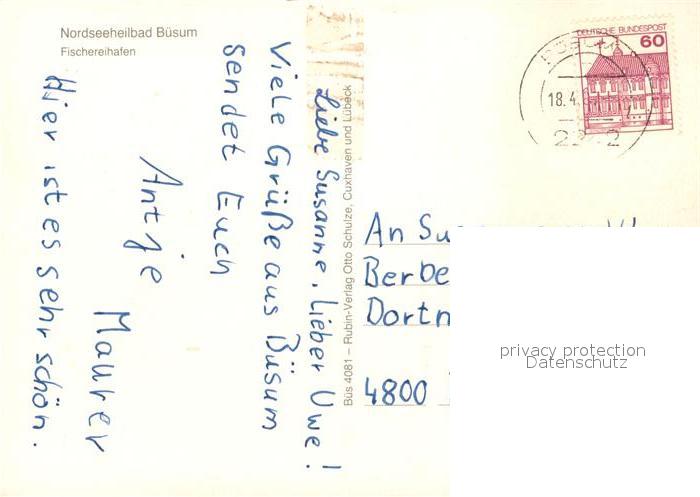 Nordseeheilbad Büsum
Fischereihafen
Liebe Susanne, Lieber Uwe!
Viele Grüße aus Büsum
sendet Euch
Antje
Maurer
Hier ist es sehr schön.
Büs 4081 – Rubin-Verlag Otto Schulze, Cuxhaven und Lübeck
DEUTSCHE BUNDESPOST
60
18.4.
An Su
Berbe
Dortn
4800
privacy protection
Datenschutz